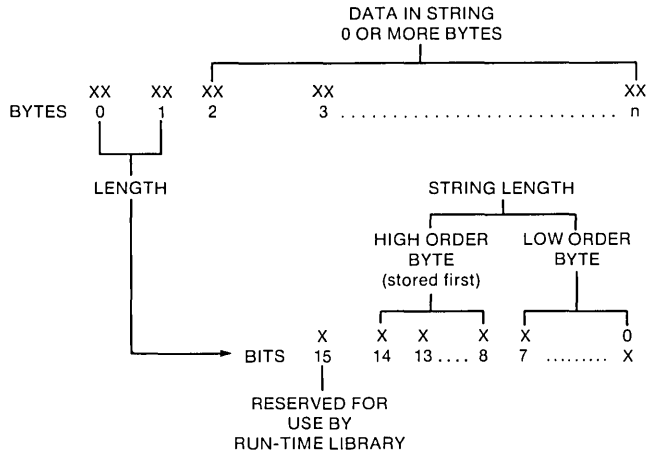 DATA IN STRING
0 OR MORE BYTES
XX XX XX XX XX
BYTES 0 1 2 3 ............................ n
LENGTH
STRING LENGTH
HIGH ORDER
BYTE
(stored first)
LOW ORDER
BYTE
X X X X X 0
BITS 15 14 13 .... 8 7 ......... X
RESERVED FOR
USE BY
RUN-TIME LIBRARY